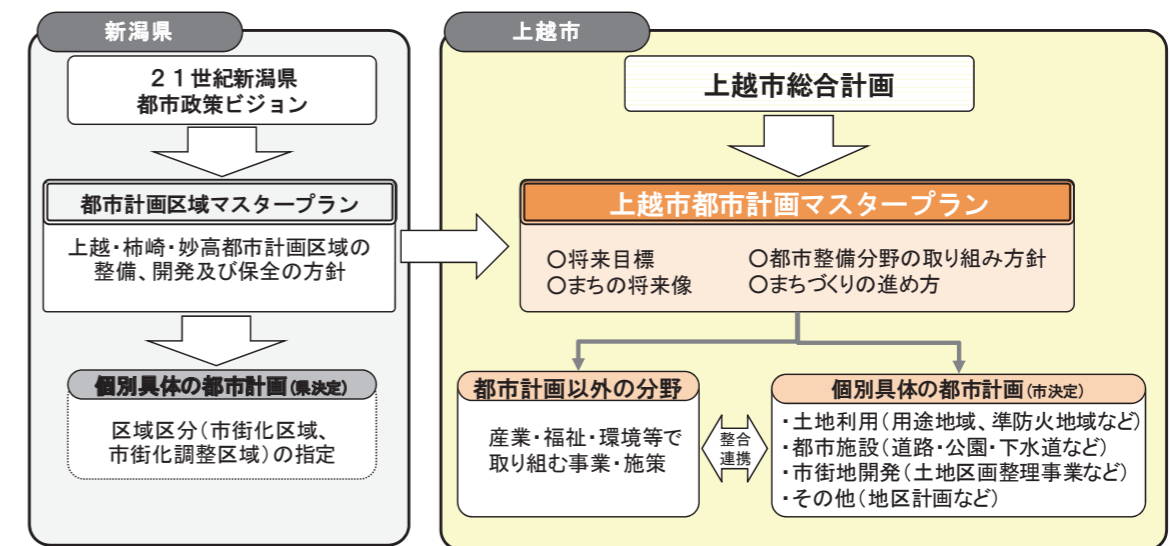 新潟県
21世紀新潟県
都市政策ビジョン
都市計画区域マスタープラン
上越・柿崎・妙高都市計画区域の
整備、開発及び保全の方針
個別具体の都市計画(県決定)
区域区分(市街化区域、
市街化調整区域)の指定
上越市
上越市総合計画
上越市都市計画マスタープラン
○将来目標
○まちの将来像
○都市整備分野の取り組み方針
○まちづくりの進め方
都市計画以外の分野
産業・福祉・環境等で
取り組む事業・施策
整合
連携
個別具体の都市計画(市決定)
・土地利用(用途地域、準防火地域など)
・都市施設(道路・公園・下水道など)
・市街地開発(土地区画整理事業など)
・その他(地区計画など)